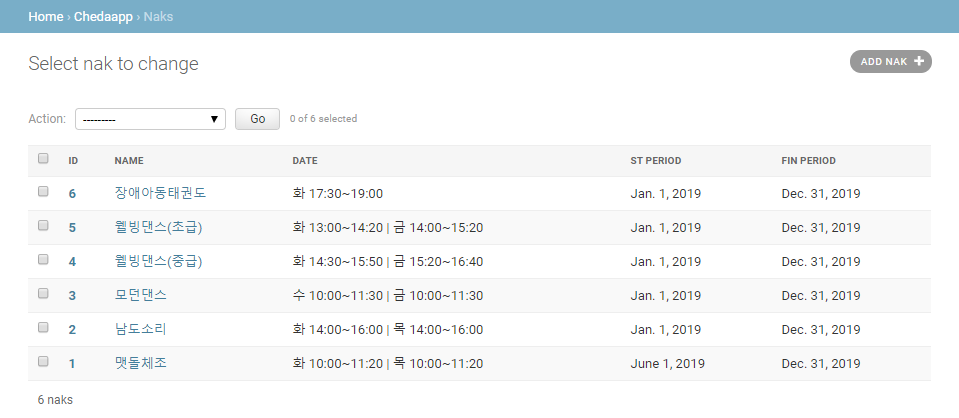 Home › Chedaapp › Naks
Select nak to change
ADD NAK +
Action: --------- Go 0 of 6 selected
ID NAME DATE ST PERIOD FIN PERIOD
6 장애아동태권도 화 17:30~19:00 Jan. 1, 2019 Dec. 31, 2019
5 웰빙댄스(초급) 화 13:00~14:20 | 금 14:00~15:20 Jan. 1, 2019 Dec. 31, 2019
4 웰빙댄스(중급) 화 14:30~15:50 | 금 15:20~16:40 Jan. 1, 2019 Dec. 31, 2019
3 모던댄스 수 10:00~11:30 | 금 10:00~11:30 Jan. 1, 2019 Dec. 31, 2019
2 남도소리 화 14:00~16:00 | 목 14:00~16:00 Jan. 1, 2019 Dec. 31, 2019
1 맷돌체조 화 10:00~11:20 | 목 10:00~11:20 June 1, 2019 Dec. 31, 2019
6 naks